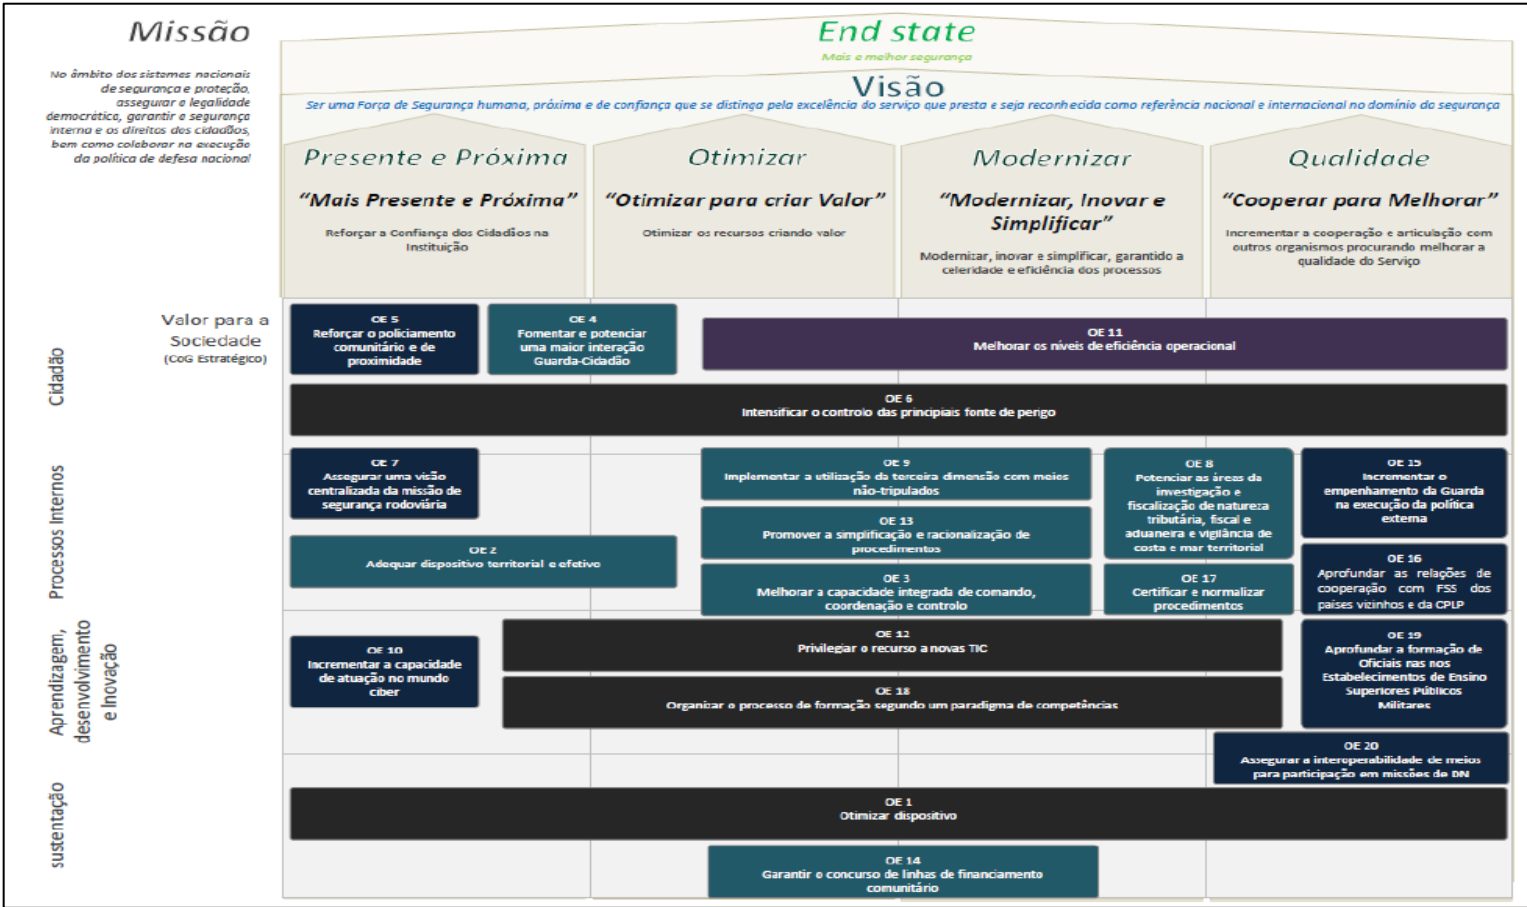 Missão
No âmbito dos sistemas nacionais
de segurança e proteção,
assegurar a legalidade
democrática, garantir a segurança
interna e os direitos dos cidadãos,
bem como colaborar na execução
da política de defesa nacional
End state
Mais e melhor segurança
Visão
Ser uma Força de Segurança humana, próxima e de confiança que se distinga pela excelência do serviço que presta e seja reconhecida como referência nacional e internacional no domínio da segurança
Presente e Próxima
“Mais Presente e Próxima”
Reforçar a Confiança dos Cidadãos na
Instituição
Otimizar
“Otimizar para criar Valor”
Otimizar os recursos criando valor
Modernizar
“Modernizar, Inovar e
Simplificar”
Modernizar, inovar e simplificar, garantido a
celeridade e eficiência dos processos
Qualidade
“Cooperar para Melhorar”
Incrementar a cooperação e articulação com
outros organismos procurando melhorar a
qualidade do Serviço
Valor para a
Sociedade
(CoG Estratégico)
Cidadão
OE 5
Reforçar o policiamento
comunitário e de
proximidade
OE 4
Fomentar e potenciar
uma maior interação
Guarda-Cidadão
OE 11
Melhorar os níveis de eficiência operacional
OE 6
Intensificar o controlo das principiais fonte de perigo
Processos Internos
OE 7
Assegurar uma visão
centralizada da missão de
segurança rodoviária
OE 2
Adequar dispositivo territorial e efetivo
OE 9
Implementar a utilização da terceira dimensão com meios
não-tripulados
OE 13
Promover a simplificação e racionalização de
procedimentos
OE 3
Melhorar a capacidade integrada de comando,
coordenação e controlo
OE 8
Potenciar as áreas da
investigação e
fiscalização de natureza
tributária, fiscal e
aduaneira e vigilância de
costa e mar territorial
OE 17
Certificar e normalizar
procedimentos
OE 15
Incrementar o
empenhamento da Guarda
na execução da política
externa
OE 16
Aprofundar as relações de
cooperação com FSS dos
países vizinhos e da CPLP
Aprendizagem,
desenvolvimento
e Inovação
OE 10
Incrementar a capacidade
de atuação no mundo
ciber
OE 12
Privilegiar o recurso a novas TIC
OE 18
Organizar o processo de formação segundo um paradigma de competências
OE 19
Aprofundar a formação de
Oficiais nas nos
Estabelecimentos de Ensino
Superiores Públicos
Militares
OE 20
Assegurar a interoperabilidade de meios
para participação em missões de DN
sustentação
OE 1
Otimizar dispositivo
OE 14
Garantir o concurso de linhas de financiamento
comunitário